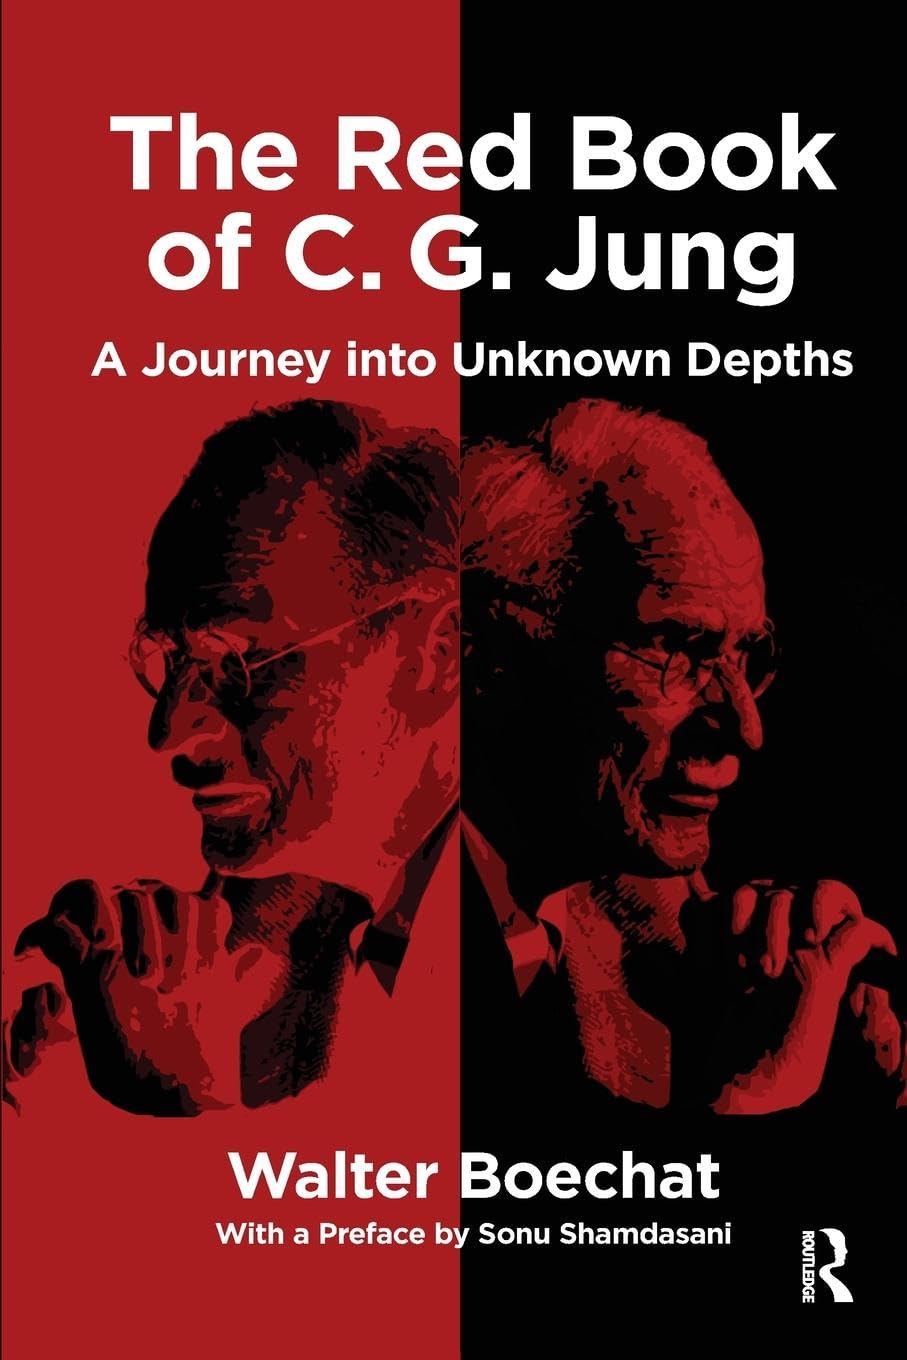 The Red Book
of C. G. Jung
A Journey into Unknown Depths
Walter Boechat
With a Preface by Sonu Shamdasani
ROUTLEDGE